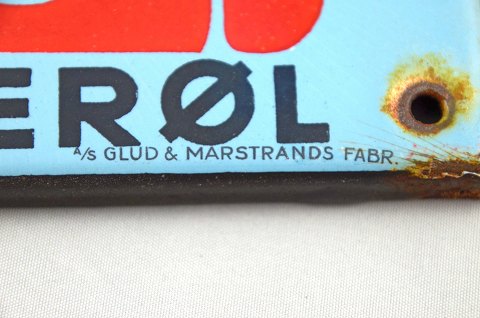 ERØL
A/S GLUD & MARSTRANDS FABR.